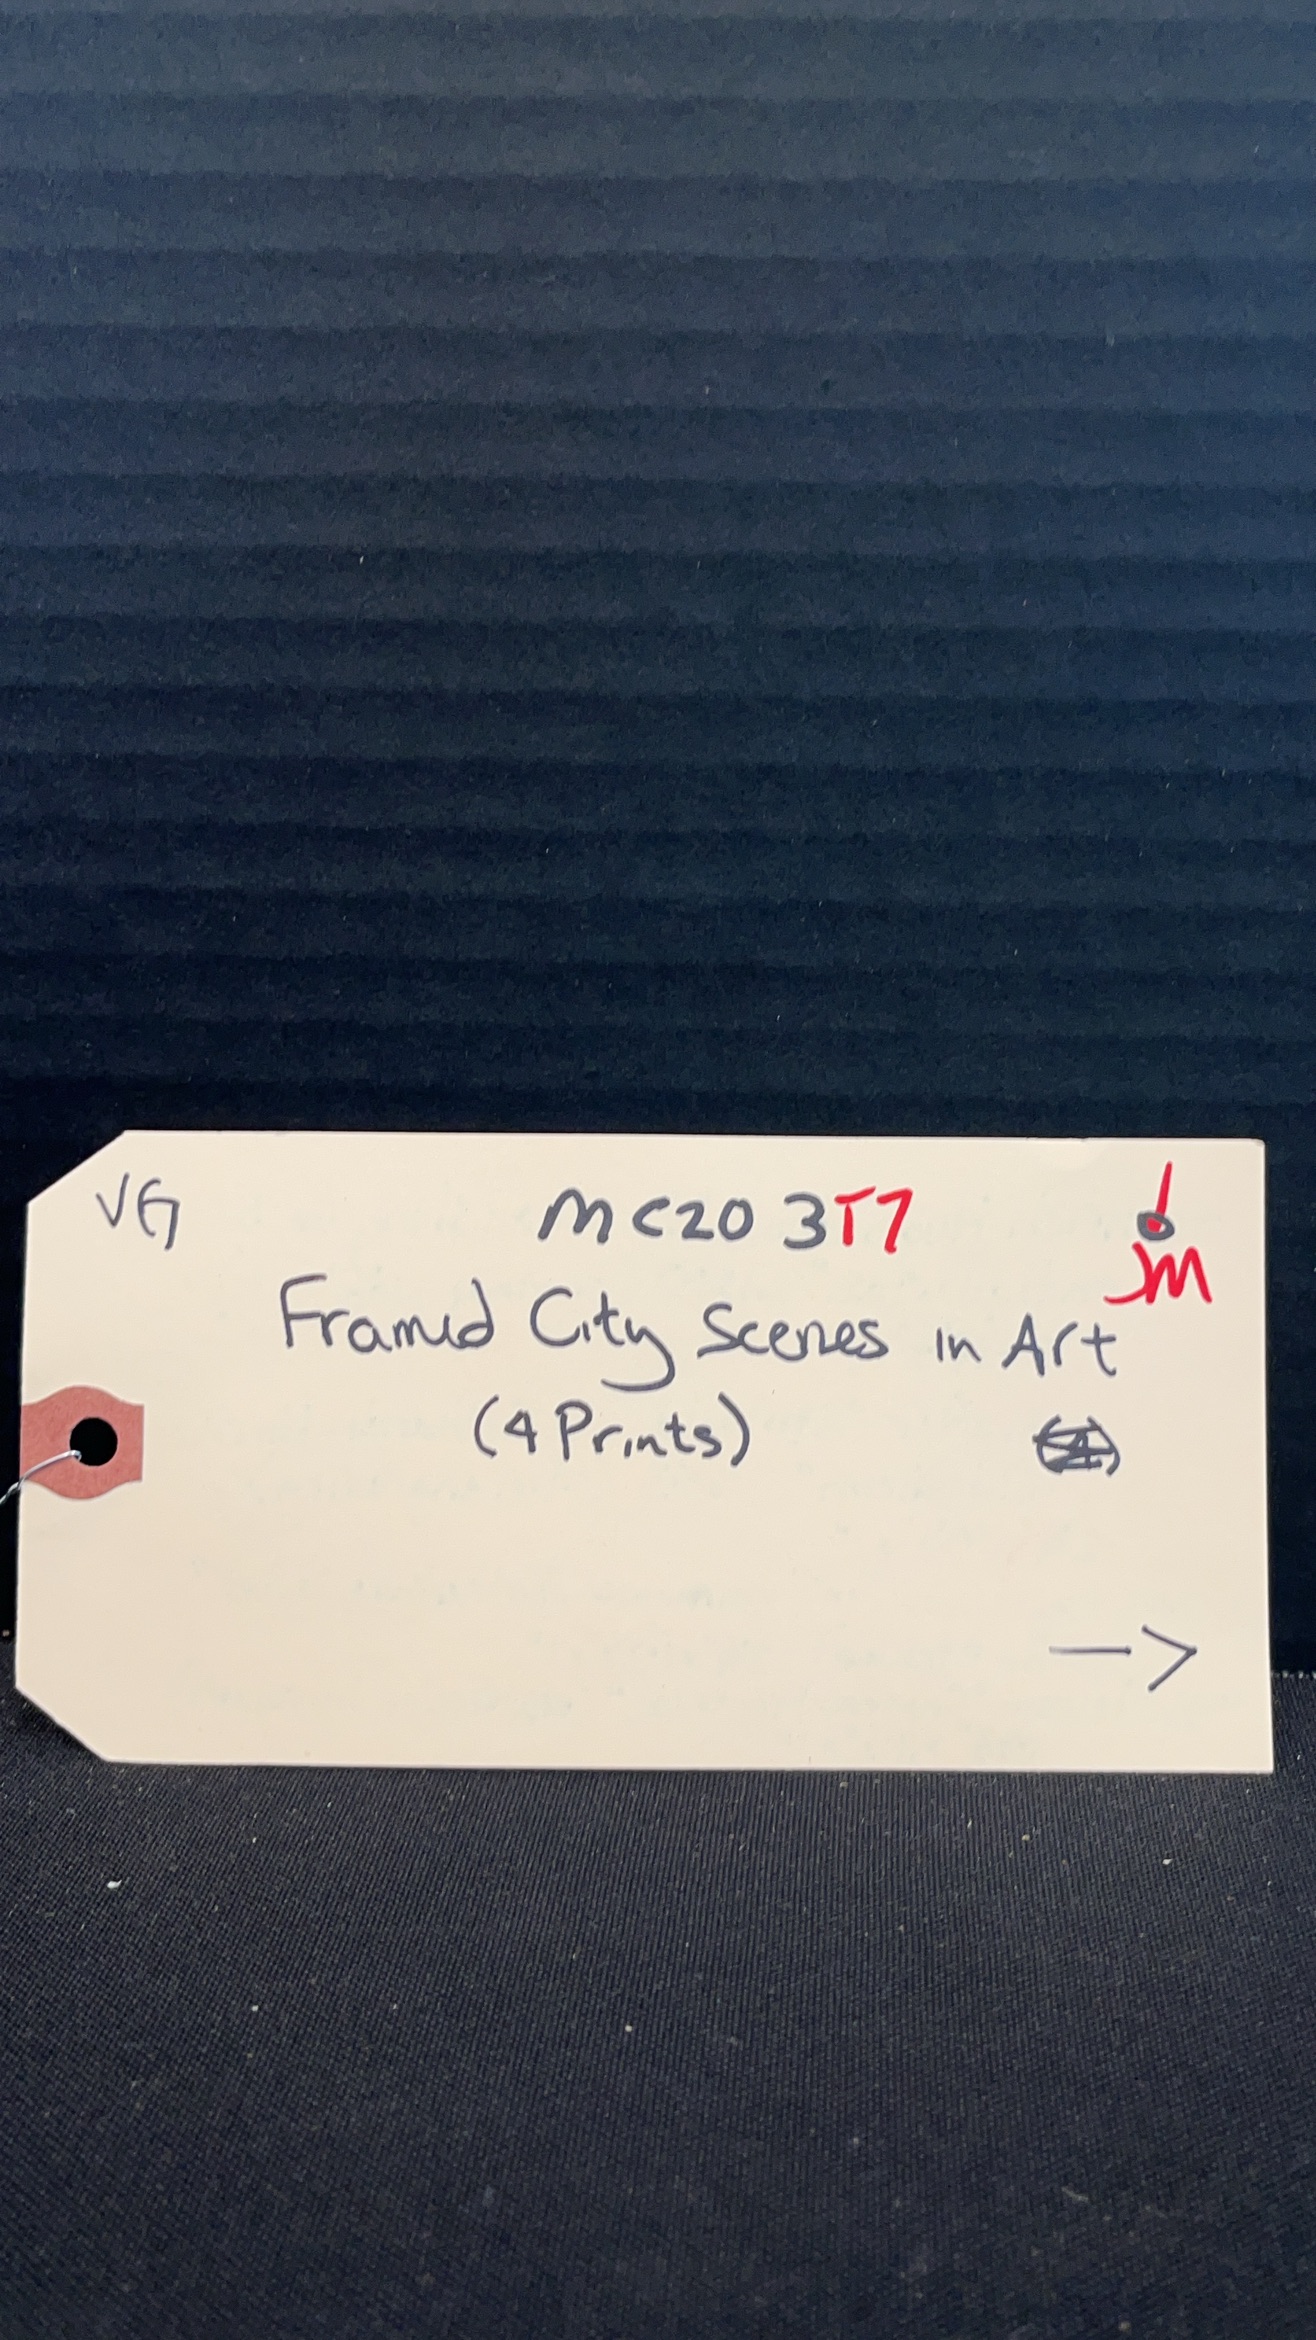 VG MC20 3T7
JM
Framed City Scenes in Art
(4 Prints)
→